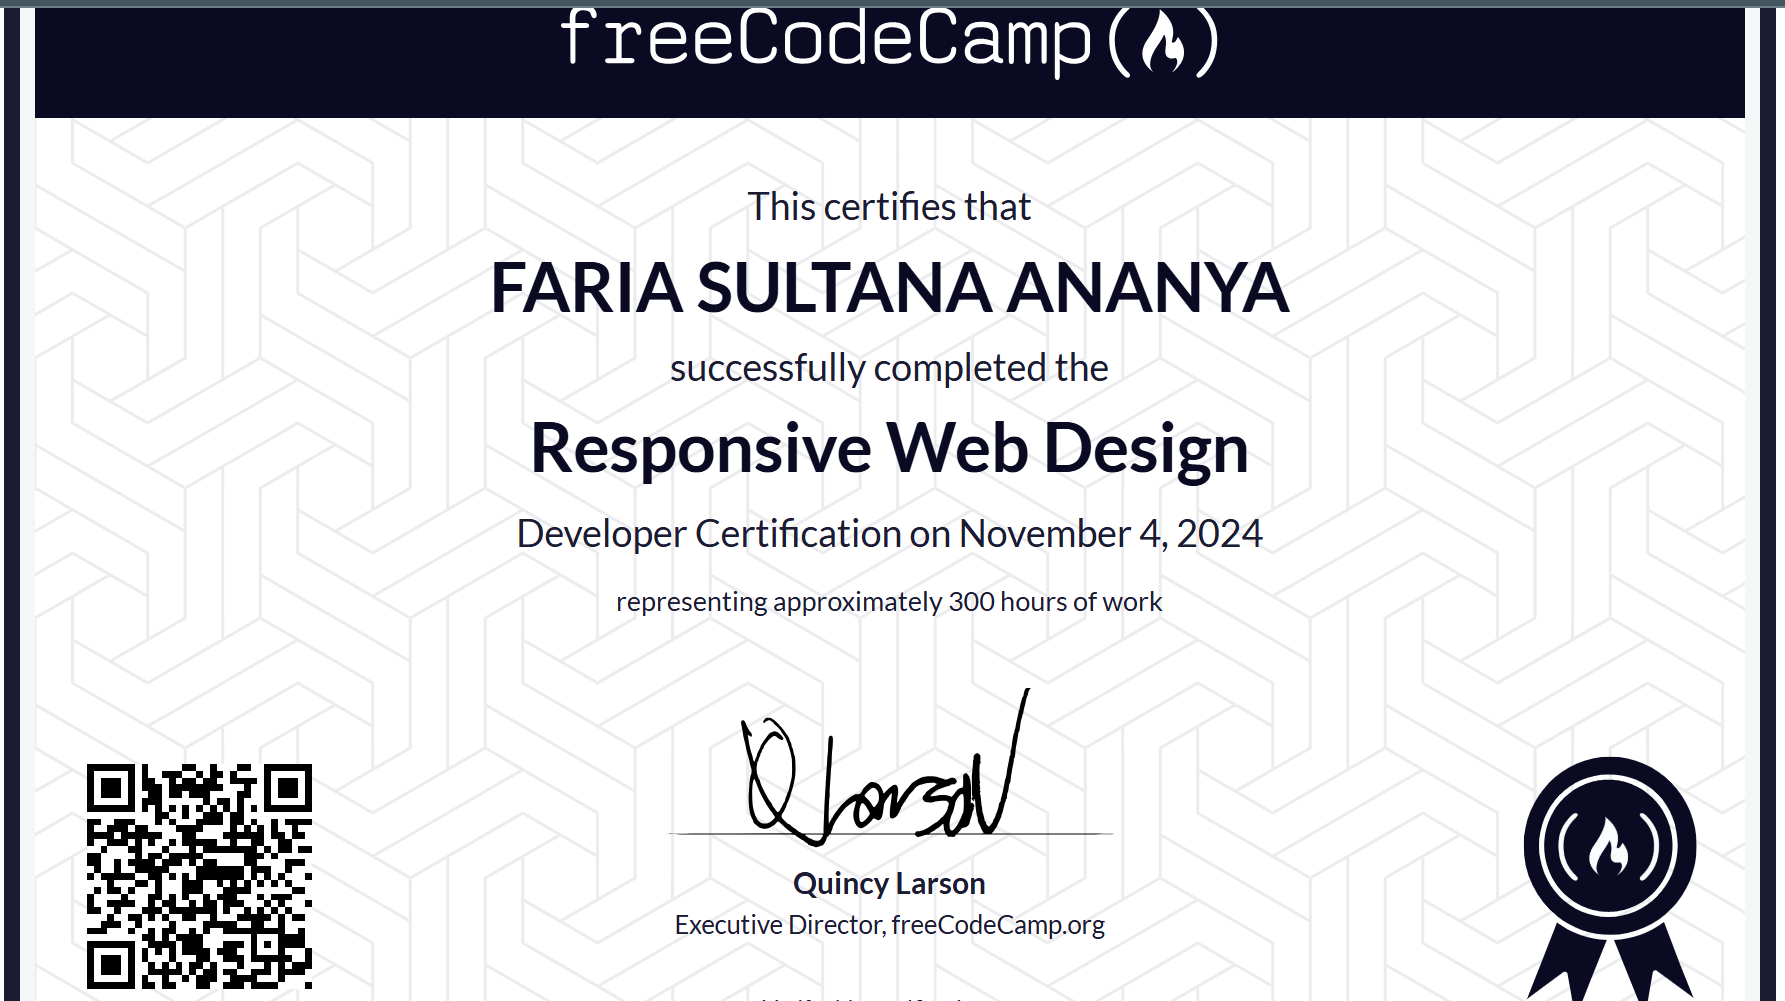 freeCodeCamp
This certifies that
FARIA SULTANA ANANYA
successfully completed the
Responsive Web Design
Developer Certification on November 4, 2024
representing approximately 300 hours of work
Quincy Larson
Executive Director, freeCodeCamp.org